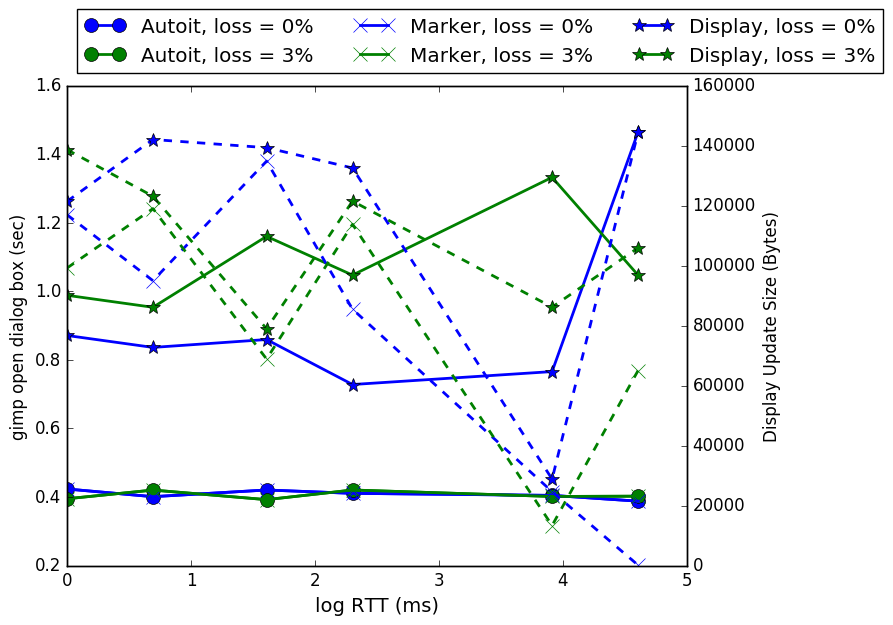 Autoit, loss = 0% Marker, loss = 0% Display, loss = 0%
Autoit, loss = 3% Marker, loss = 3% Display, loss = 3%
1.6 160000
1.4 140000
1.2 120000
1.0 100000
0.8 80000
0.6 60000
0.4 40000
0.2 20000
0
gimp open dialog box (sec)
Display Update Size (Bytes)
0 1 2 3 4 5
log RTT (ms)